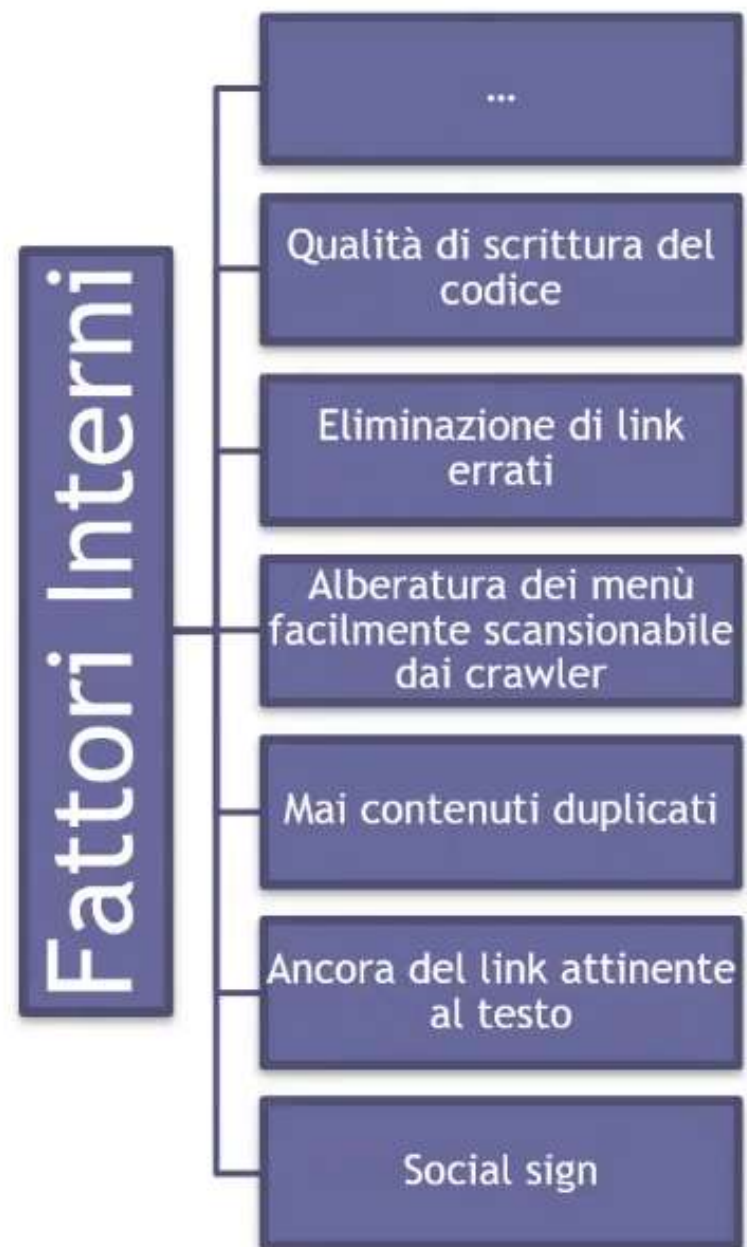 Fattori Interni
...
Qualità di scrittura del
codice
Eliminazione di link
errati
Alberatura dei menù
facilmente scansionabile
dai crawler
Mai contenuti duplicati
Ancora del link attinente
al testo
Social sign